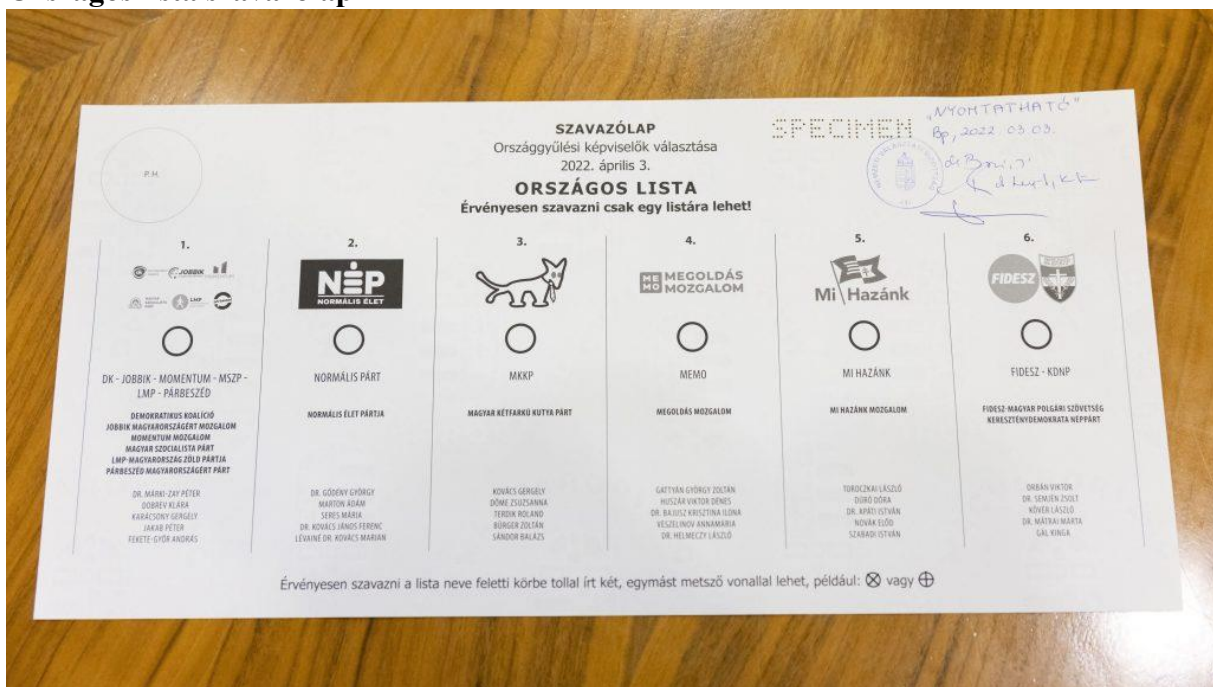 P.H.
SZAVAZÓLAP
Országgyűlési képviselők választása
2022. április 3.
ORSZÁGOS LISTA
Érvényesen szavazni csak egy listára lehet!
SPECIMEN
„NYOMTATHATÓ"
Bp, 2022. 03. 03.
1.
JOBBIK
LMP
DK - JOBBIK - MOMENTUM - MSZP -
LMP - PÁRBESZÉD
DEMOKRATIKUS KOALÍCIÓ
JOBBIK MAGYARORSZÁGÉRT MOZGALOM
MOMENTUM MOZGALOM
MAGYAR SZOCIALISTA PÁRT
LMP-MAGYARORSZÁG ZÖLD PÁRTJA
PÁRBESZÉD MAGYARORSZÁGÉRT PÁRT
DR. MÁRKI-ZAY PÉTER
DOBREV KLÁRA
KARÁCSONY GERGELY
JAKAB PÉTER
FEKETE-GYŐR ANDRÁS
2.
NÉP
NORMÁLIS ÉLET
NORMÁLIS PÁRT
NORMÁLIS ÉLET PÁRTJA
DR. GŐDÉNY GYÖRGY
MARTON ÁDÁM
SERES MÁRIA
DR. KOVÁCS JÁNOS FERENC
LÉVAINÉ DR. KOVÁCS MARIAN
3.
MKKP
MAGYAR KÉTFARKÚ KUTYA PÁRT
KOVÁCS GERGELY
DÖME ZSUZSANNA
TERDIK ROLAND
BÜRGER ZOLTÁN
SÁNDOR BALÁZS
4.
ME MEGOLDÁS
MO MOZGALOM
MEMO
MEGOLDÁS MOZGALOM
GATTYÁN GYÖRGY ZOLTÁN
HUSZÁR VIKTOR DÉNES
DR. BAJUSZ KRISZTINA ILONA
VESZELINOV ANNAMÁRIA
DR. HELMECZY LÁSZLÓ
5.
Mi Hazánk
MI HAZÁNK
MI HAZÁNK MOZGALOM
TOROCZKAI LÁSZLÓ
DÚRÓ DÓRA
DR. APÁTI ISTVÁN
NOVÁK ELŐD
SZABADI ISTVÁN
6.
FIDESZ
FIDESZ - KDNP
FIDESZ-MAGYAR POLGÁRI SZÖVETSÉG
KERESZTÉNYDEMOKRATA NÉPPÁRT
ORBÁN VIKTOR
DR. SEMJÉN ZSOLT
KÖVÉR LÁSZLÓ
DR. MÁTRAI MÁRTA
GÁL KINGA
Érvényesen szavazni a lista neve feletti körbe tollal írt két, egymást metsző vonallal lehet, például: ⊗ vagy ⊕